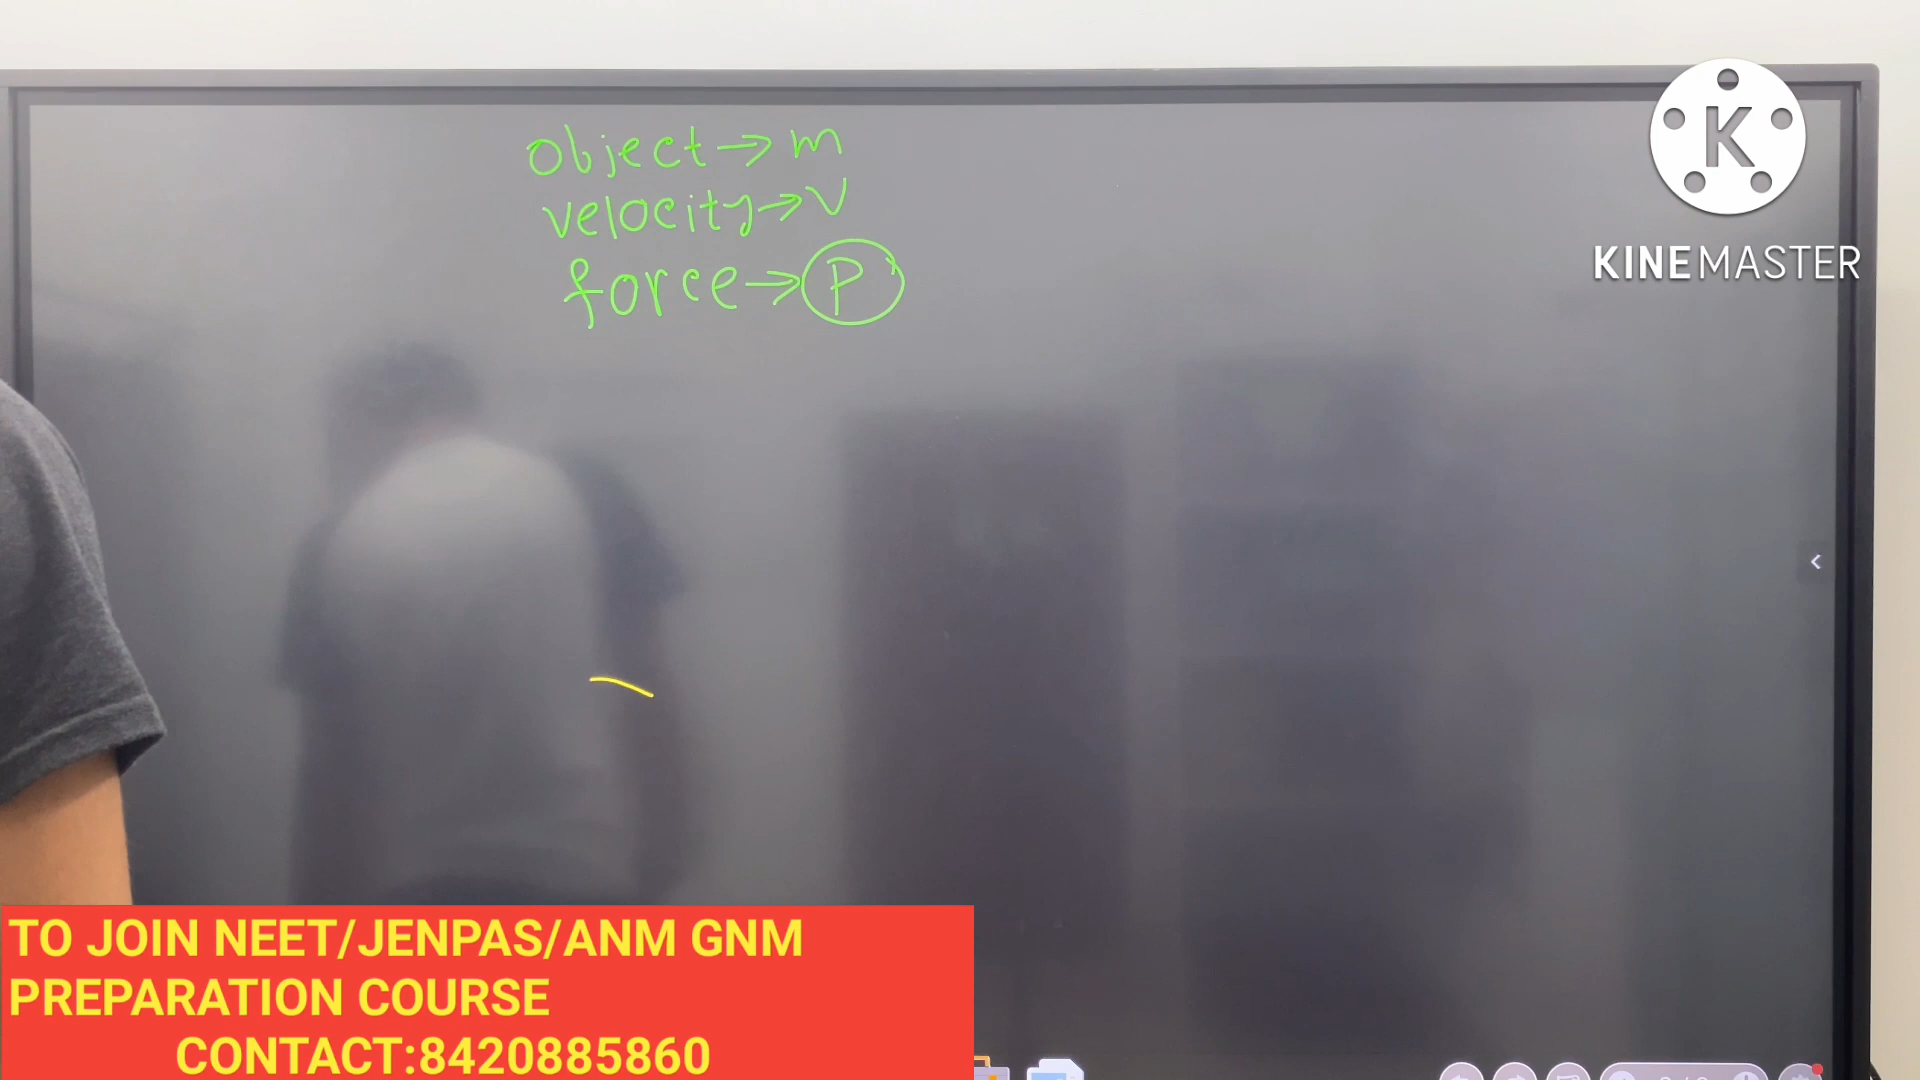 object → m
velocity → v
force → P
KINEMASTER
TO JOIN NEET/JENPAS/ANM GNM
PREPARATION COURSE
CONTACT:8420885860